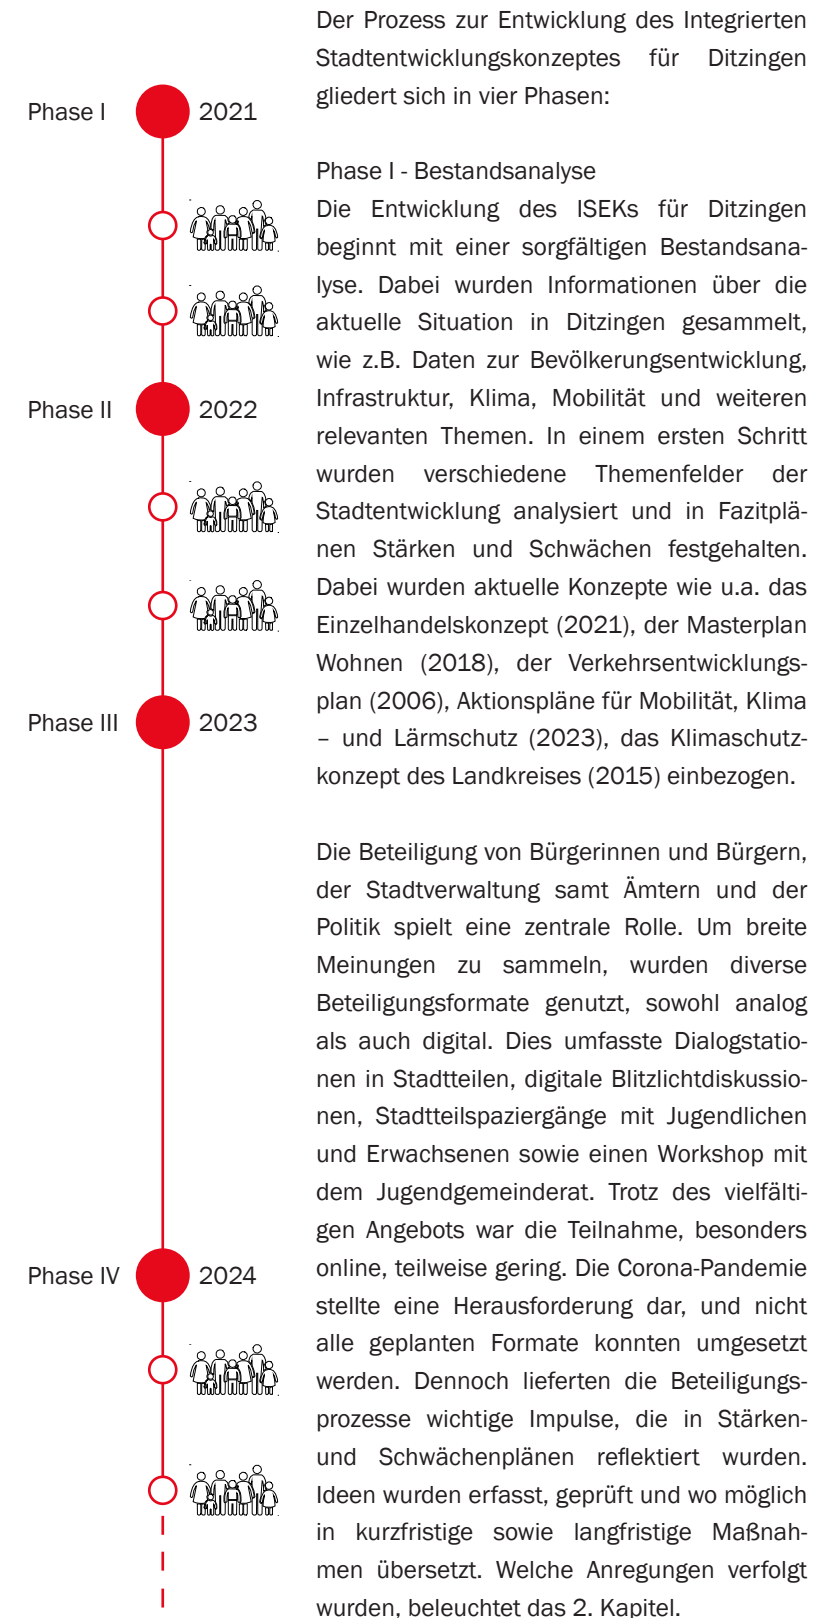 Phase I 2021
Phase II 2022
Phase III 2023
Phase IV 2024
Der Prozess zur Entwicklung des Integrierten
Stadtentwicklungskonzeptes für Ditzingen
gliedert sich in vier Phasen:
Phase I - Bestandsanalyse
Die Entwicklung des ISEKs für Ditzingen
beginnt mit einer sorgfältigen Bestandsana-
lyse. Dabei wurden Informationen über die
aktuelle Situation in Ditzingen gesammelt,
wie z.B. Daten zur Bevölkerungsentwicklung,
Infrastruktur, Klima, Mobilität und weiteren
relevanten Themen. In einem ersten Schritt
wurden verschiedene Themenfelder der
Stadtentwicklung analysiert und in Fazitplä-
nen Stärken und Schwächen festgehalten.
Dabei wurden aktuelle Konzepte wie u.a. das
Einzelhandelskonzept (2021), der Masterplan
Wohnen (2018), der Verkehrsentwicklungs-
plan (2006), Aktionspläne für Mobilität, Klima
– und Lärmschutz (2023), das Klimaschutz-
konzept des Landkreises (2015) einbezogen.
Die Beteiligung von Bürgerinnen und Bürgern,
der Stadtverwaltung samt Ämtern und der
Politik spielt eine zentrale Rolle. Um breite
Meinungen zu sammeln, wurden diverse
Beteiligungsformate genutzt, sowohl analog
als auch digital. Dies umfasste Dialogstatio-
nen in Stadtteilen, digitale Blitzlichtdiskussio-
nen, Stadtteilspaziergänge mit Jugendlichen
und Erwachsenen sowie einen Workshop mit
dem Jugendgemeinderat. Trotz des vielfälti-
gen Angebots war die Teilnahme, besonders
online, teilweise gering. Die Corona-Pandemie
stellte eine Herausforderung dar, und nicht
alle geplanten Formate konnten umgesetzt
werden. Dennoch lieferten die Beteiligungs-
prozesse wichtige Impulse, die in Stärken-
und Schwächenplänen reflektiert wurden.
Ideen wurden erfasst, geprüft und wo möglich
in kurzfristige sowie langfristige Maßnah-
men übersetzt. Welche Anregungen verfolgt
wurden, beleuchtet das 2. Kapitel.